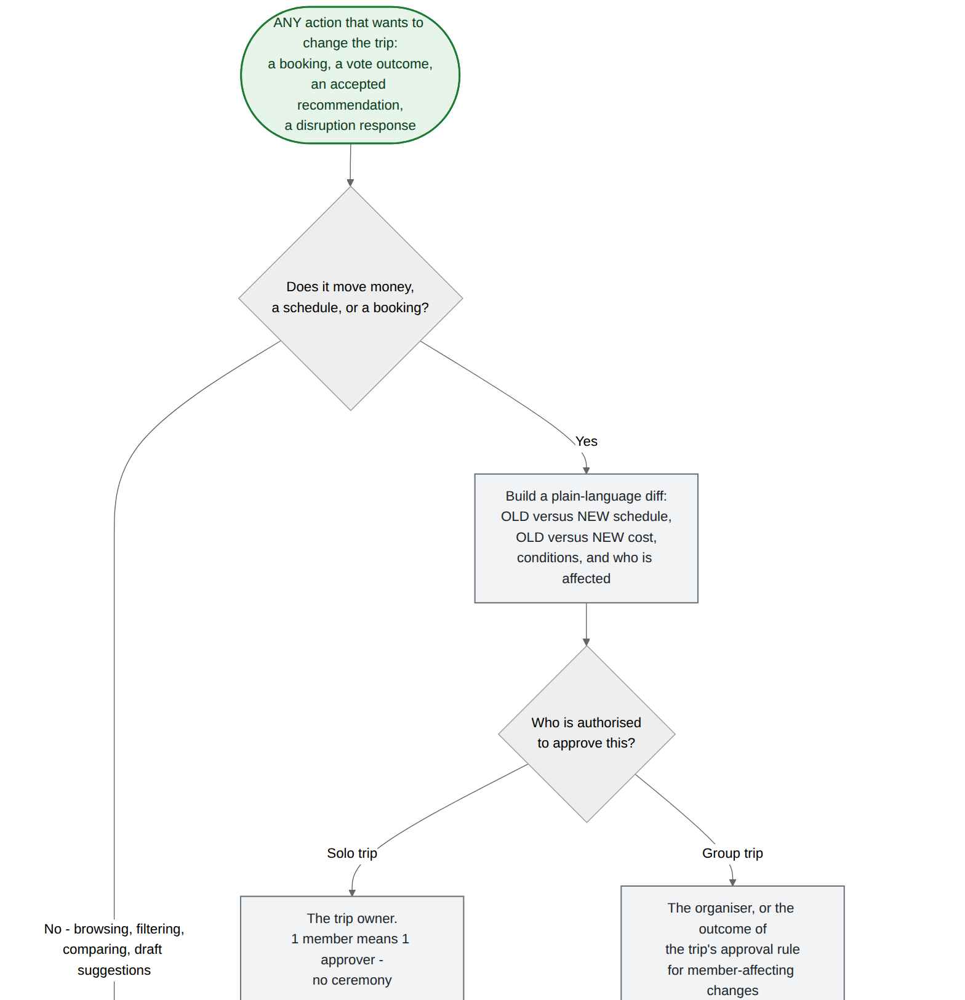 ANY action that wants to
change the trip:
a booking, a vote outcome,
an accepted
recommendation,
a disruption response
Does it move money,
a schedule, or a booking?
Yes
Build a plain-language diff:
OLD versus NEW schedule,
OLD versus NEW cost,
conditions, and who is
affected
Who is authorised
to approve this?
Solo trip
Group trip
No - browsing, filtering,
comparing, draft
suggestions
The trip owner.
1 member means 1
approver -
no ceremony
The organiser, or the
outcome of
the trip's approval rule
for member-affecting
changes